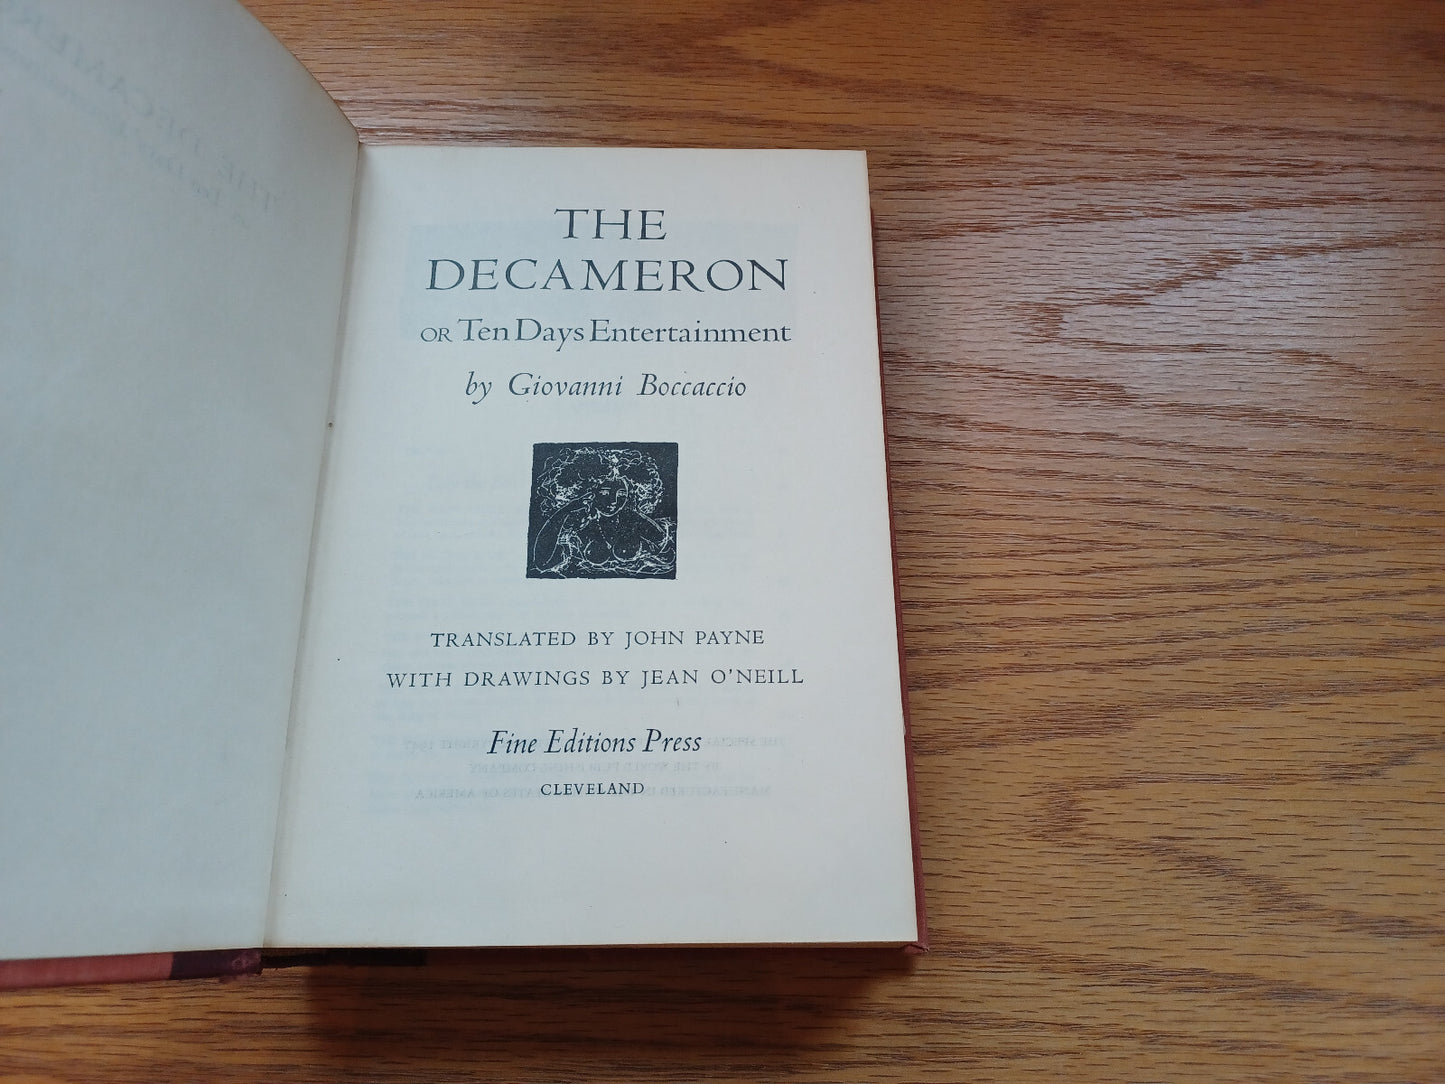 THE
DECAMERON
OR Ten Days Entertainment
by Giovanni Boccaccio
TRANSLATED BY JOHN PAYNE
WITH DRAWINGS BY JEAN O'NEILL
Fine Editions Press
CLEVELAND